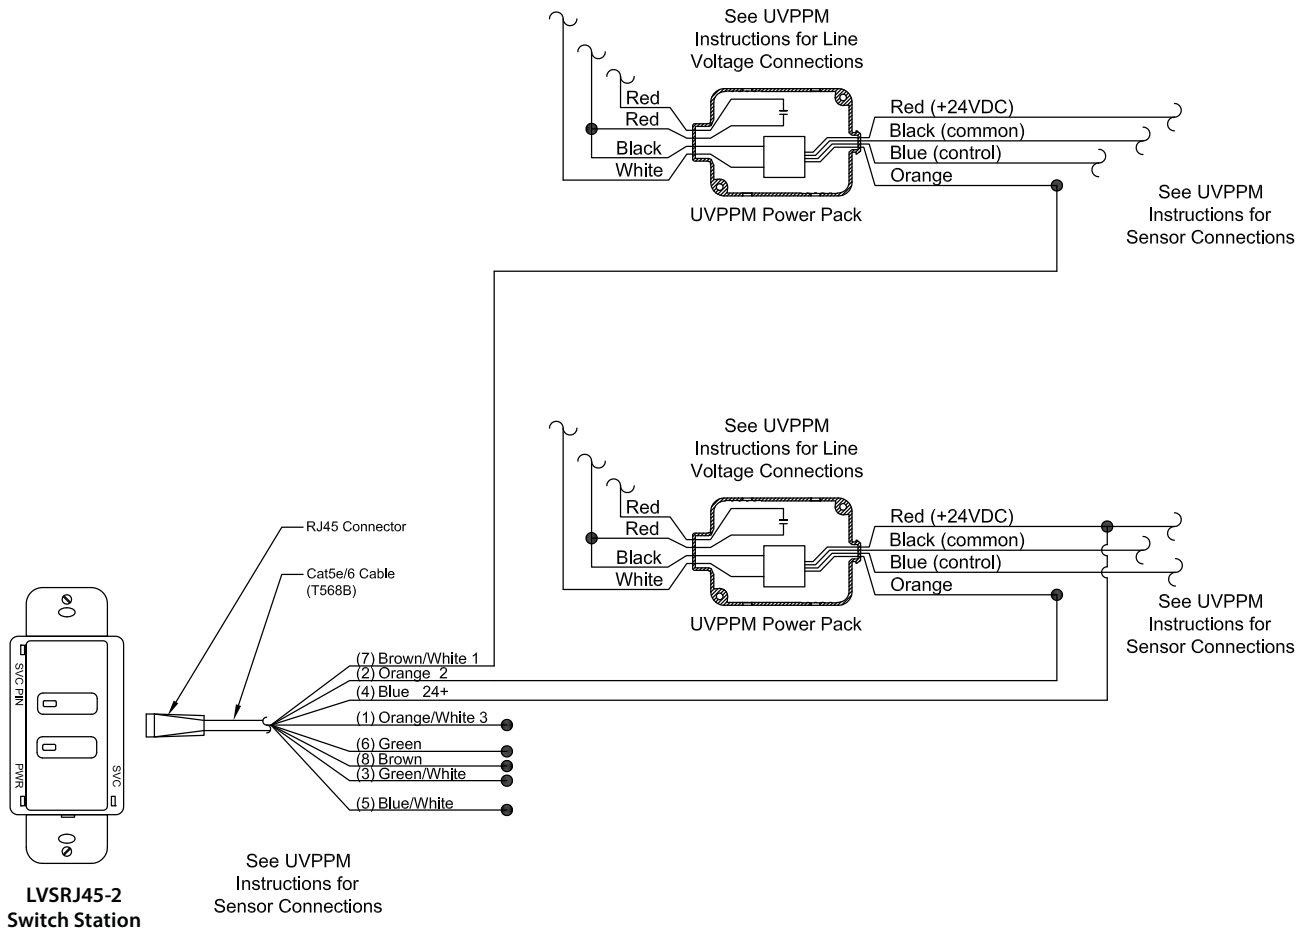 See UVPPM
Instructions for Line
Voltage Connections
Red
Red
Black
White
Red (+24VDC)
Black (common)
Blue (control)
Orange
UVPPM Power Pack
See UVPPM
Instructions for
Sensor Connections
See UVPPM
Instructions for Line
Voltage Connections
Red
Red
Black
White
Red (+24VDC)
Black (common)
Blue (control)
Orange
UVPPM Power Pack
See UVPPM
Instructions for
Sensor Connections
RJ45 Connector
Cat5e/6 Cable
(T568B)
(7) Brown/White 1
(2) Orange 2
(4) Blue 24+
(1) Orange/White 3
(6) Green
(8) Brown
(3) Green/White
(5) Blue/White
SVC PIN
PWR
SVC
See UVPPM
Instructions for
Sensor Connections
LVSRJ45-2
Switch Station